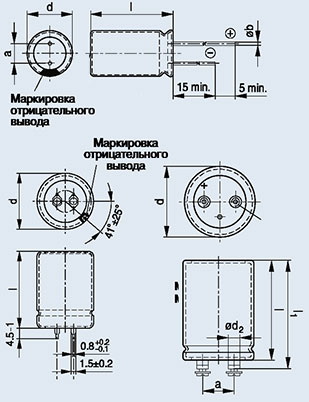 d
l
øb
a
⊕
⊖
15 min.
5 min.
Маркировка
отрицательного
вывода
Маркировка
отрицательного
вывода
d
41°±25°
d
+
l
4.5-1
0.8+0.2-0.1
1.5±0.2
ød2
l
l1
a